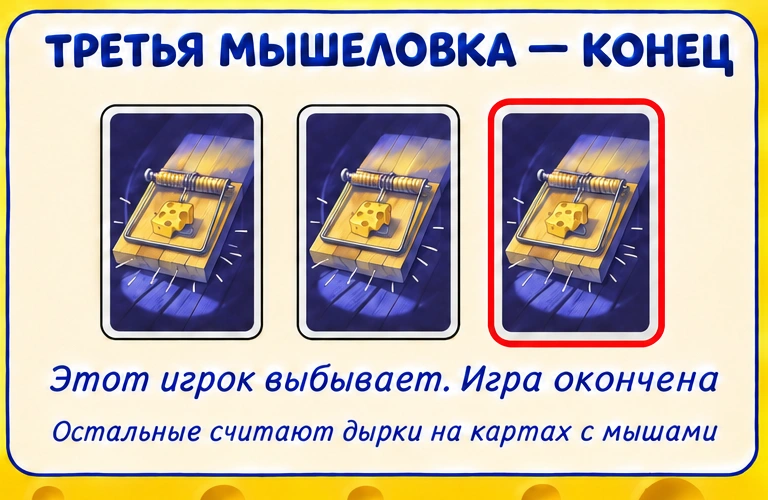 ТРЕТЬЯ МЫШЕЛОВКА — КОНЕЦ
Этот игрок выбывает. Игра окончена
Остальные считают дырки на картах с мышами